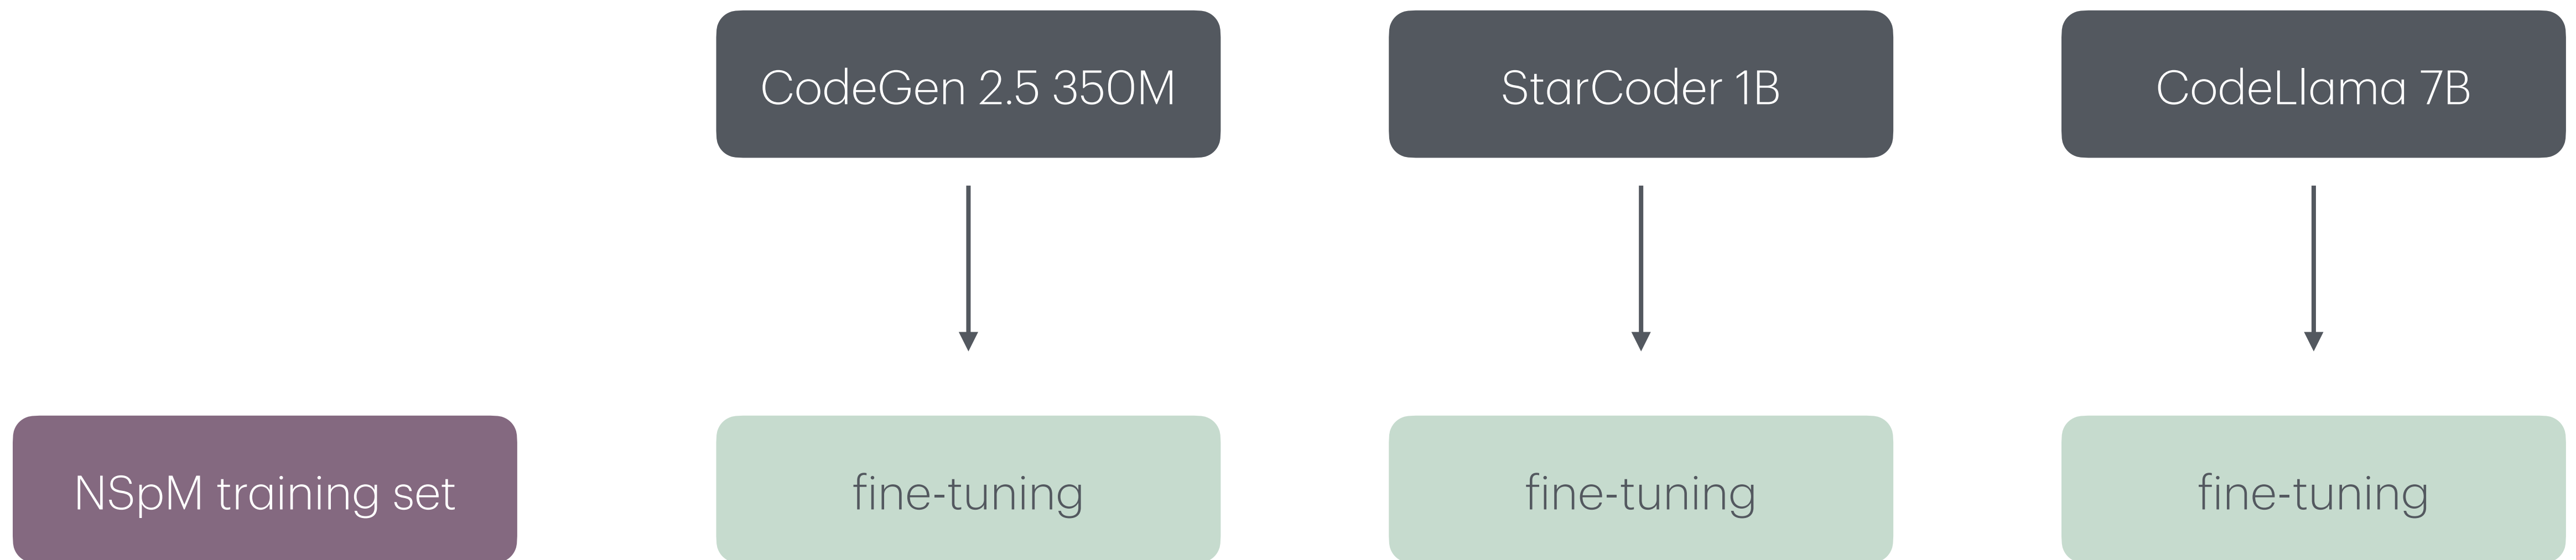 CodeGen 2.5 350M
StarCoder 1B
CodeLlama 7B
NSpM training set
fine-tuning
fine-tuning
fine-tuning